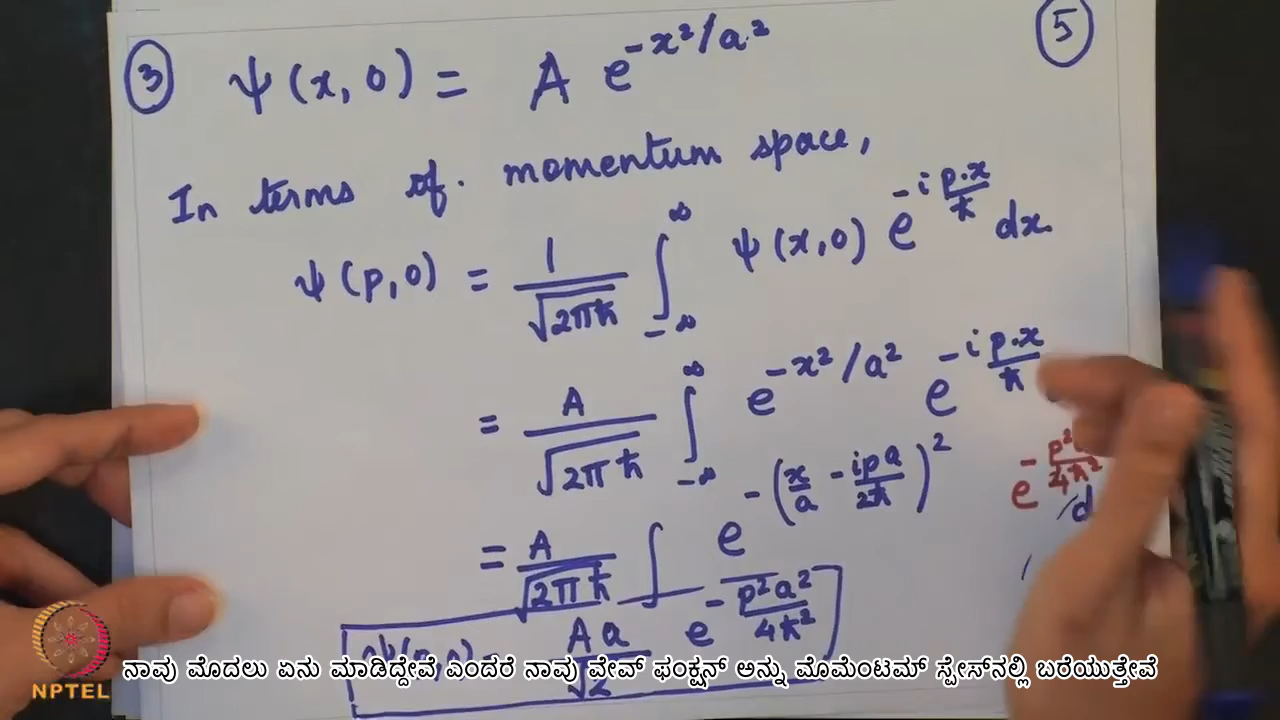 ③ ψ(x,0) = A e^{-x²/a²} ⑤
In terms of. momentum space,
ψ(p,0) = 1/√(2πħ) ∫_{-∞}^{∞} ψ(x,0) e^{-i p·x/ħ} dx.
= A/√(2πħ) ∫_{-∞}^{∞} e^{-x²/a²} e^{-i p·x/ħ}
= A/√(2πħ) ∫ e^{-(x/a - ipa/2ħ)²} e^{-p²/4ħ²} d
= Aa/√2 e^{-p²a²/4ħ²}
NPTEL
ನಾವು ಮೊದಲು ಏನು ಮಾಡಿದ್ದೇವೆ ಎಂದರೆ ನಾವು ವೇವ್ ಫಂಕ್ಷನ್ ಅನ್ನು ಮೊಮೆಂಟಮ್ ಸ್ಪೇಸ್‌ನಲ್ಲಿ ಬರೆಯುತ್ತೇವೆ